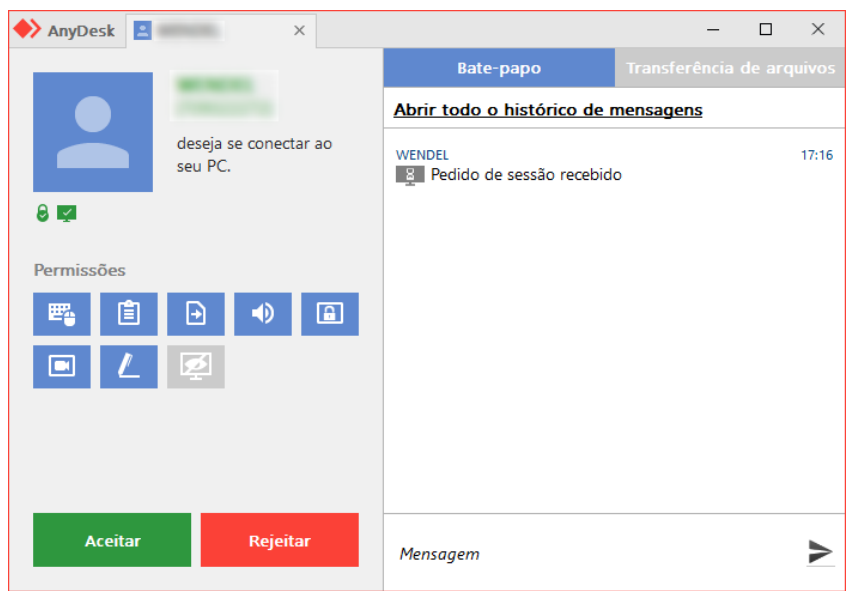 AnyDesk
deseja se conectar ao
seu PC.
Permissões
Aceitar
Rejeitar
Bate-papo
Transferência de arquivos
Abrir todo o histórico de mensagens
WENDEL
17:16
Pedido de sessão recebido
Mensagem